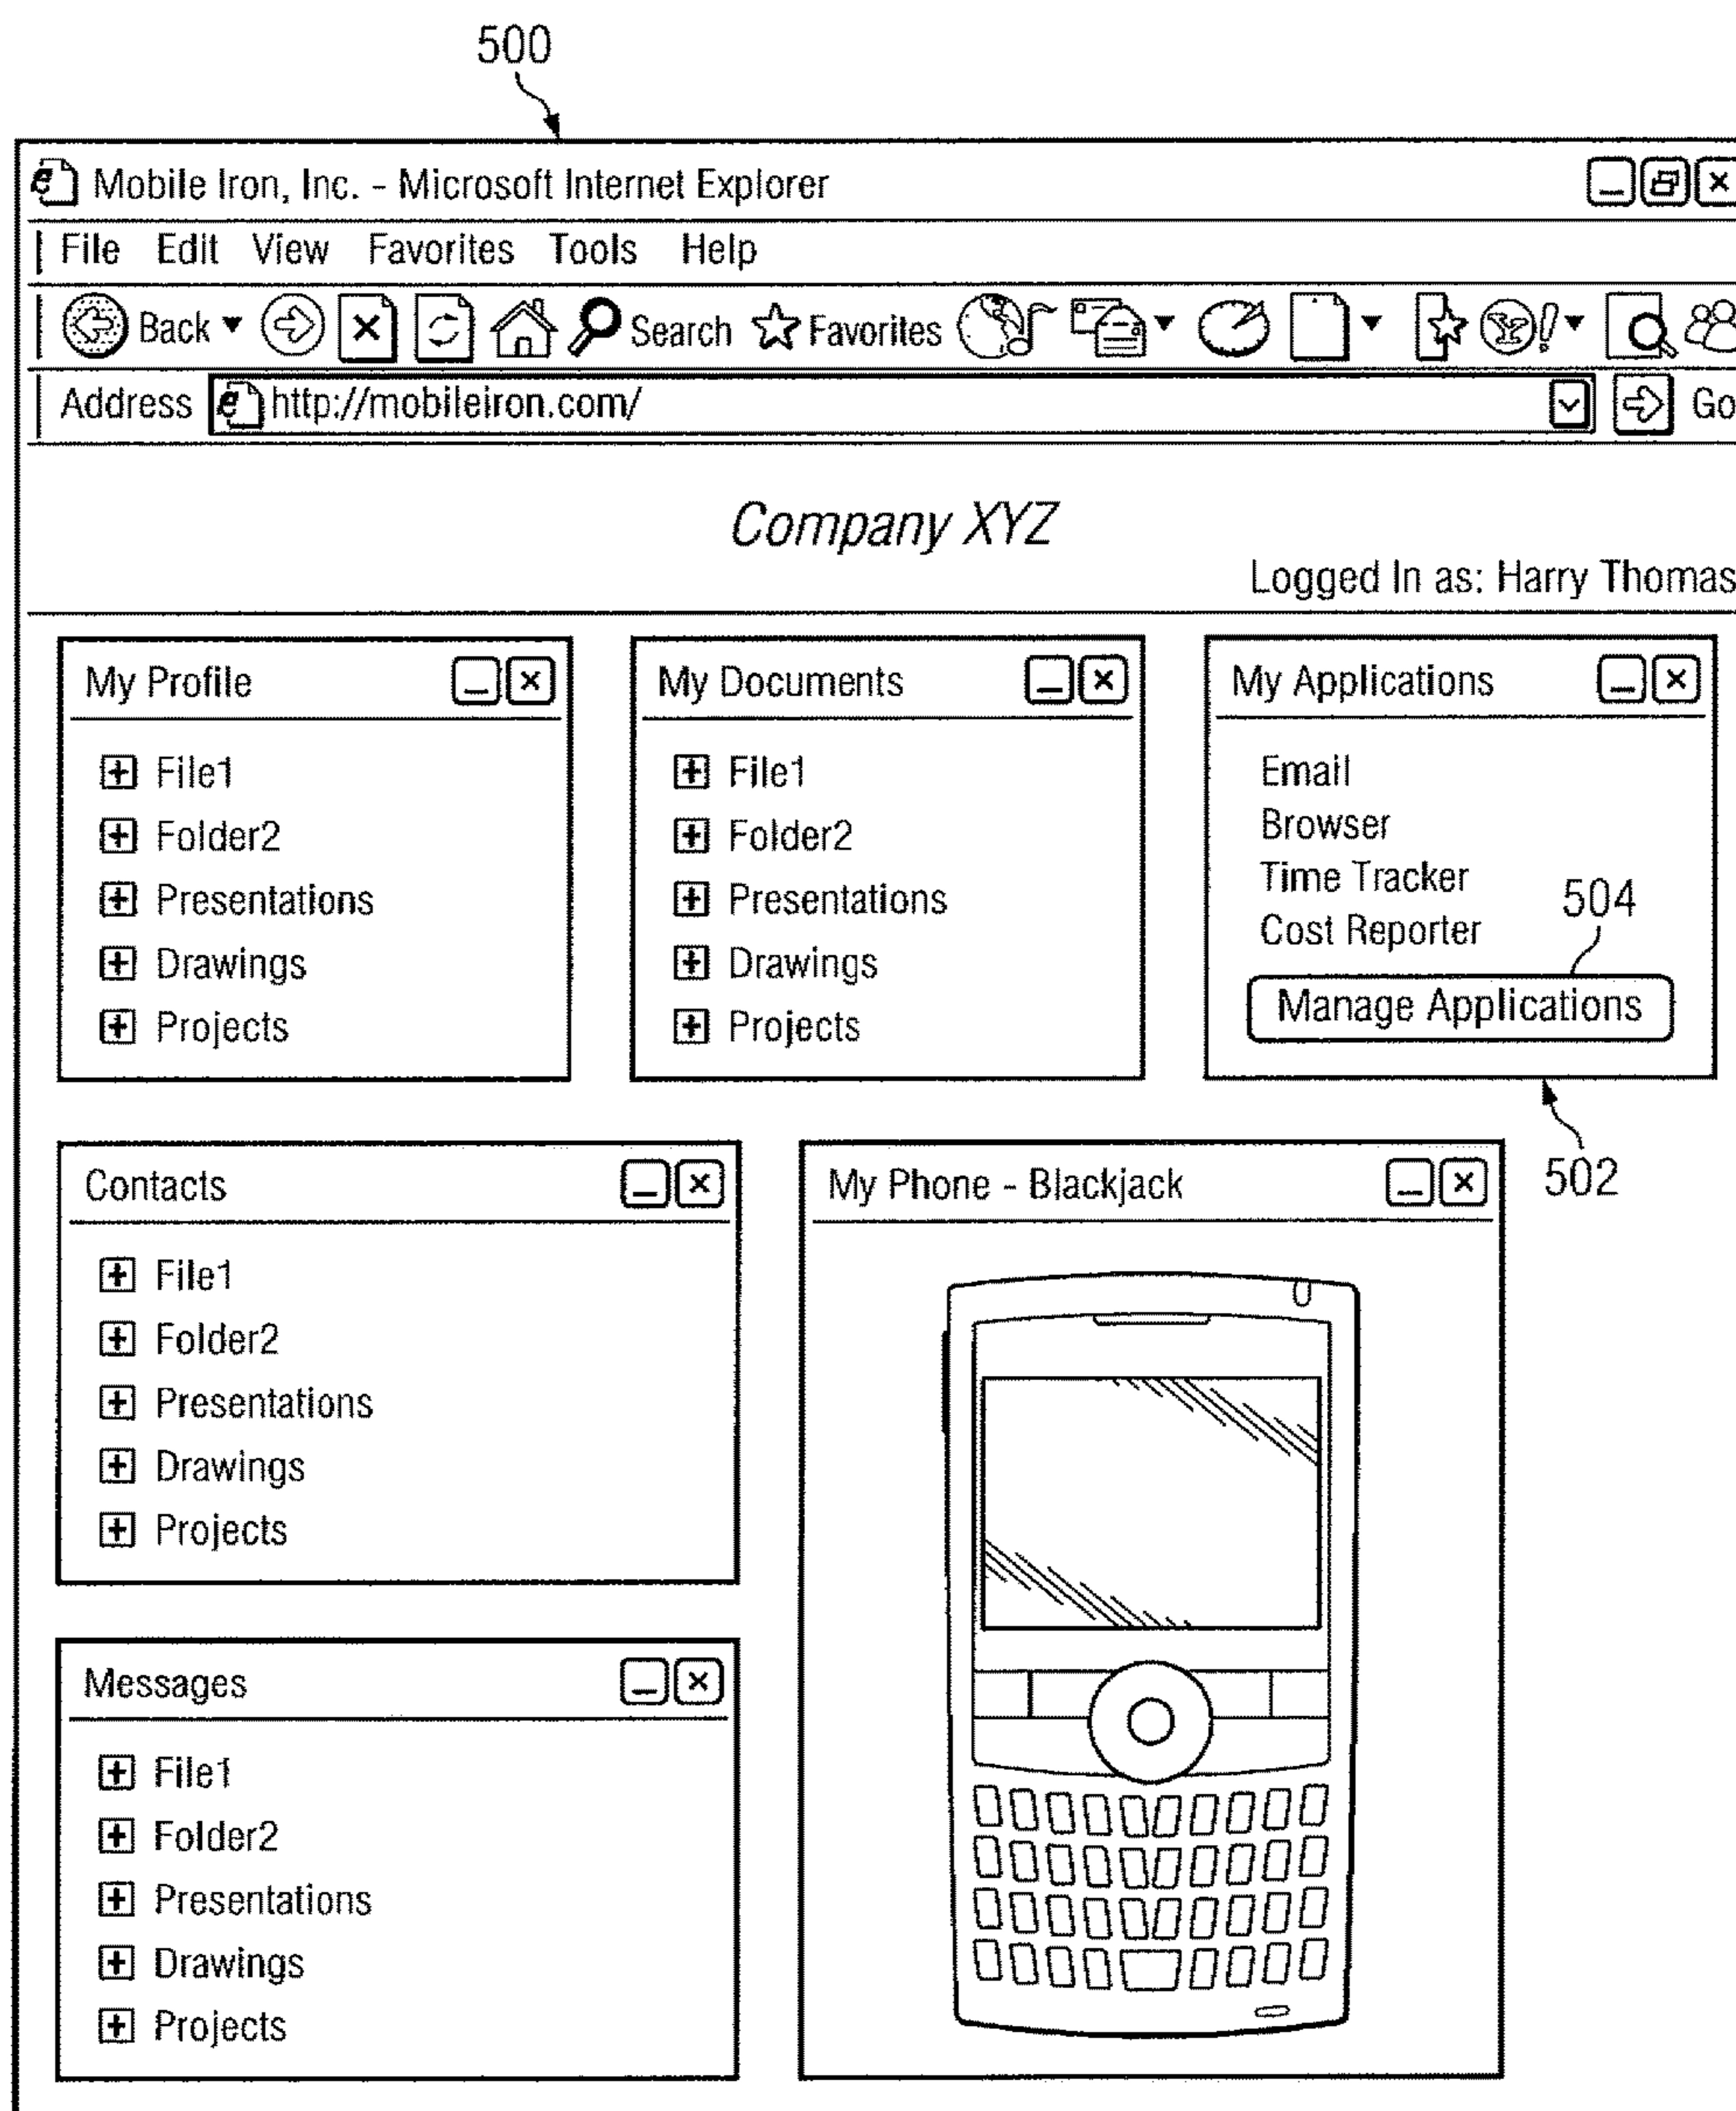 500
Mobile Iron, Inc. - Microsoft Internet Explorer
File Edit View Favorites Tools Help
Back Search Favorites
Address http://mobileiron.com/ Go
Company XYZ
Logged In as: Harry Thomas
My Profile
File1
Folder2
Presentations
Drawings
Projects
My Documents
File1
Folder2
Presentations
Drawings
Projects
My Applications
Email
Browser
Time Tracker
Cost Reporter
504
Manage Applications
502
Contacts
File1
Folder2
Presentations
Drawings
Projects
My Phone - Blackjack
Messages
File1
Folder2
Presentations
Drawings
Projects